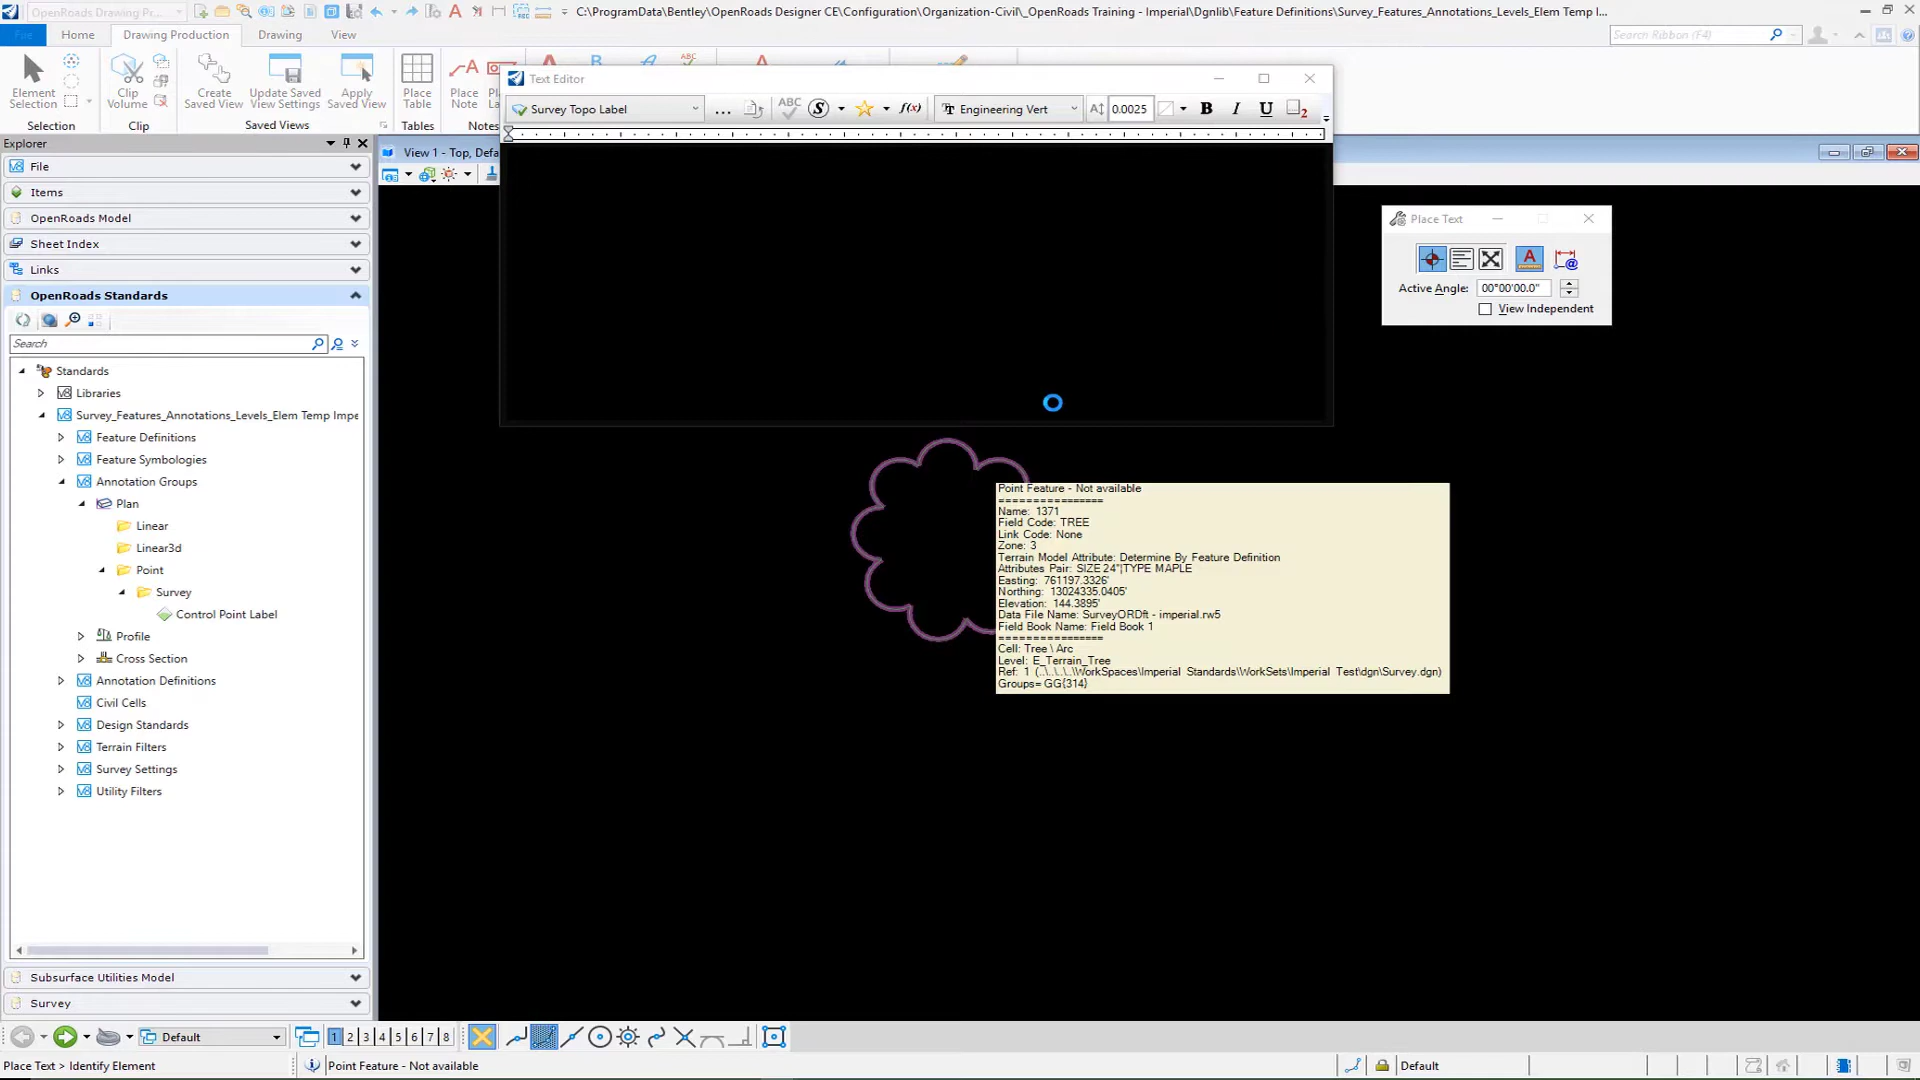 OpenRoads Drawing Pr...
C:\ProgramData\Bentley\OpenRoads Designer CE\Configuration\Organization-Civil\_OpenRoads Training - Imperial\Dgnlib\Feature Definitions\Survey_Features_Annotations_Levels_Elem Temp I...
File
Home
Drawing Production
Drawing
View
Search Ribbon (F4)
Element Selection
Clip Volume
Create Saved View
Update Saved View Settings
Apply Saved View
Place Table
Place Note
Selection
Clip
Saved Views
Tables
Notes
Text Editor
Survey Topo Label
ABC
f(x)
Engineering Vert
0.0025
B
I
U
Explorer
File
Items
OpenRoads Model
Sheet Index
Links
OpenRoads Standards
Search
Standards
Libraries
Survey_Features_Annotations_Levels_Elem Temp Impe
Feature Definitions
Feature Symbologies
Annotation Groups
Plan
Linear
Linear3d
Point
Survey
Control Point Label
Profile
Cross Section
Annotation Definitions
Civil Cells
Design Standards
Terrain Filters
Survey Settings
Utility Filters
Subsurface Utilities Model
Survey
View 1 - Top, Defa
Place Text
Active Angle: 00°00'00.0"
View Independent
Point Feature - Not available
================
Name: 1371
Field Code: TREE
Link Code: None
Zone: 3
Terrain Model Attribute: Determine By Feature Definition
Attributes Pair: SIZE 24"|TYPE MAPLE
Easting: 761197.3326'
Northing: 13024335.0405'
Elevation: 144.3895'
Data File Name: SurveyORDft - imperial.rw5
Field Book Name: Field Book 1
================
Cell: Tree \ Arc
Level: E_Terrain_Tree
Ref: 1 (..\..\..\..\WorkSpaces\Imperial Standards\WorkSets\Imperial Test\dgn\Survey.dgn)
Groups= GG{314}
Default
1 2 3 4 5 6 7 8
Place Text > Identify Element
Point Feature - Not available
Default